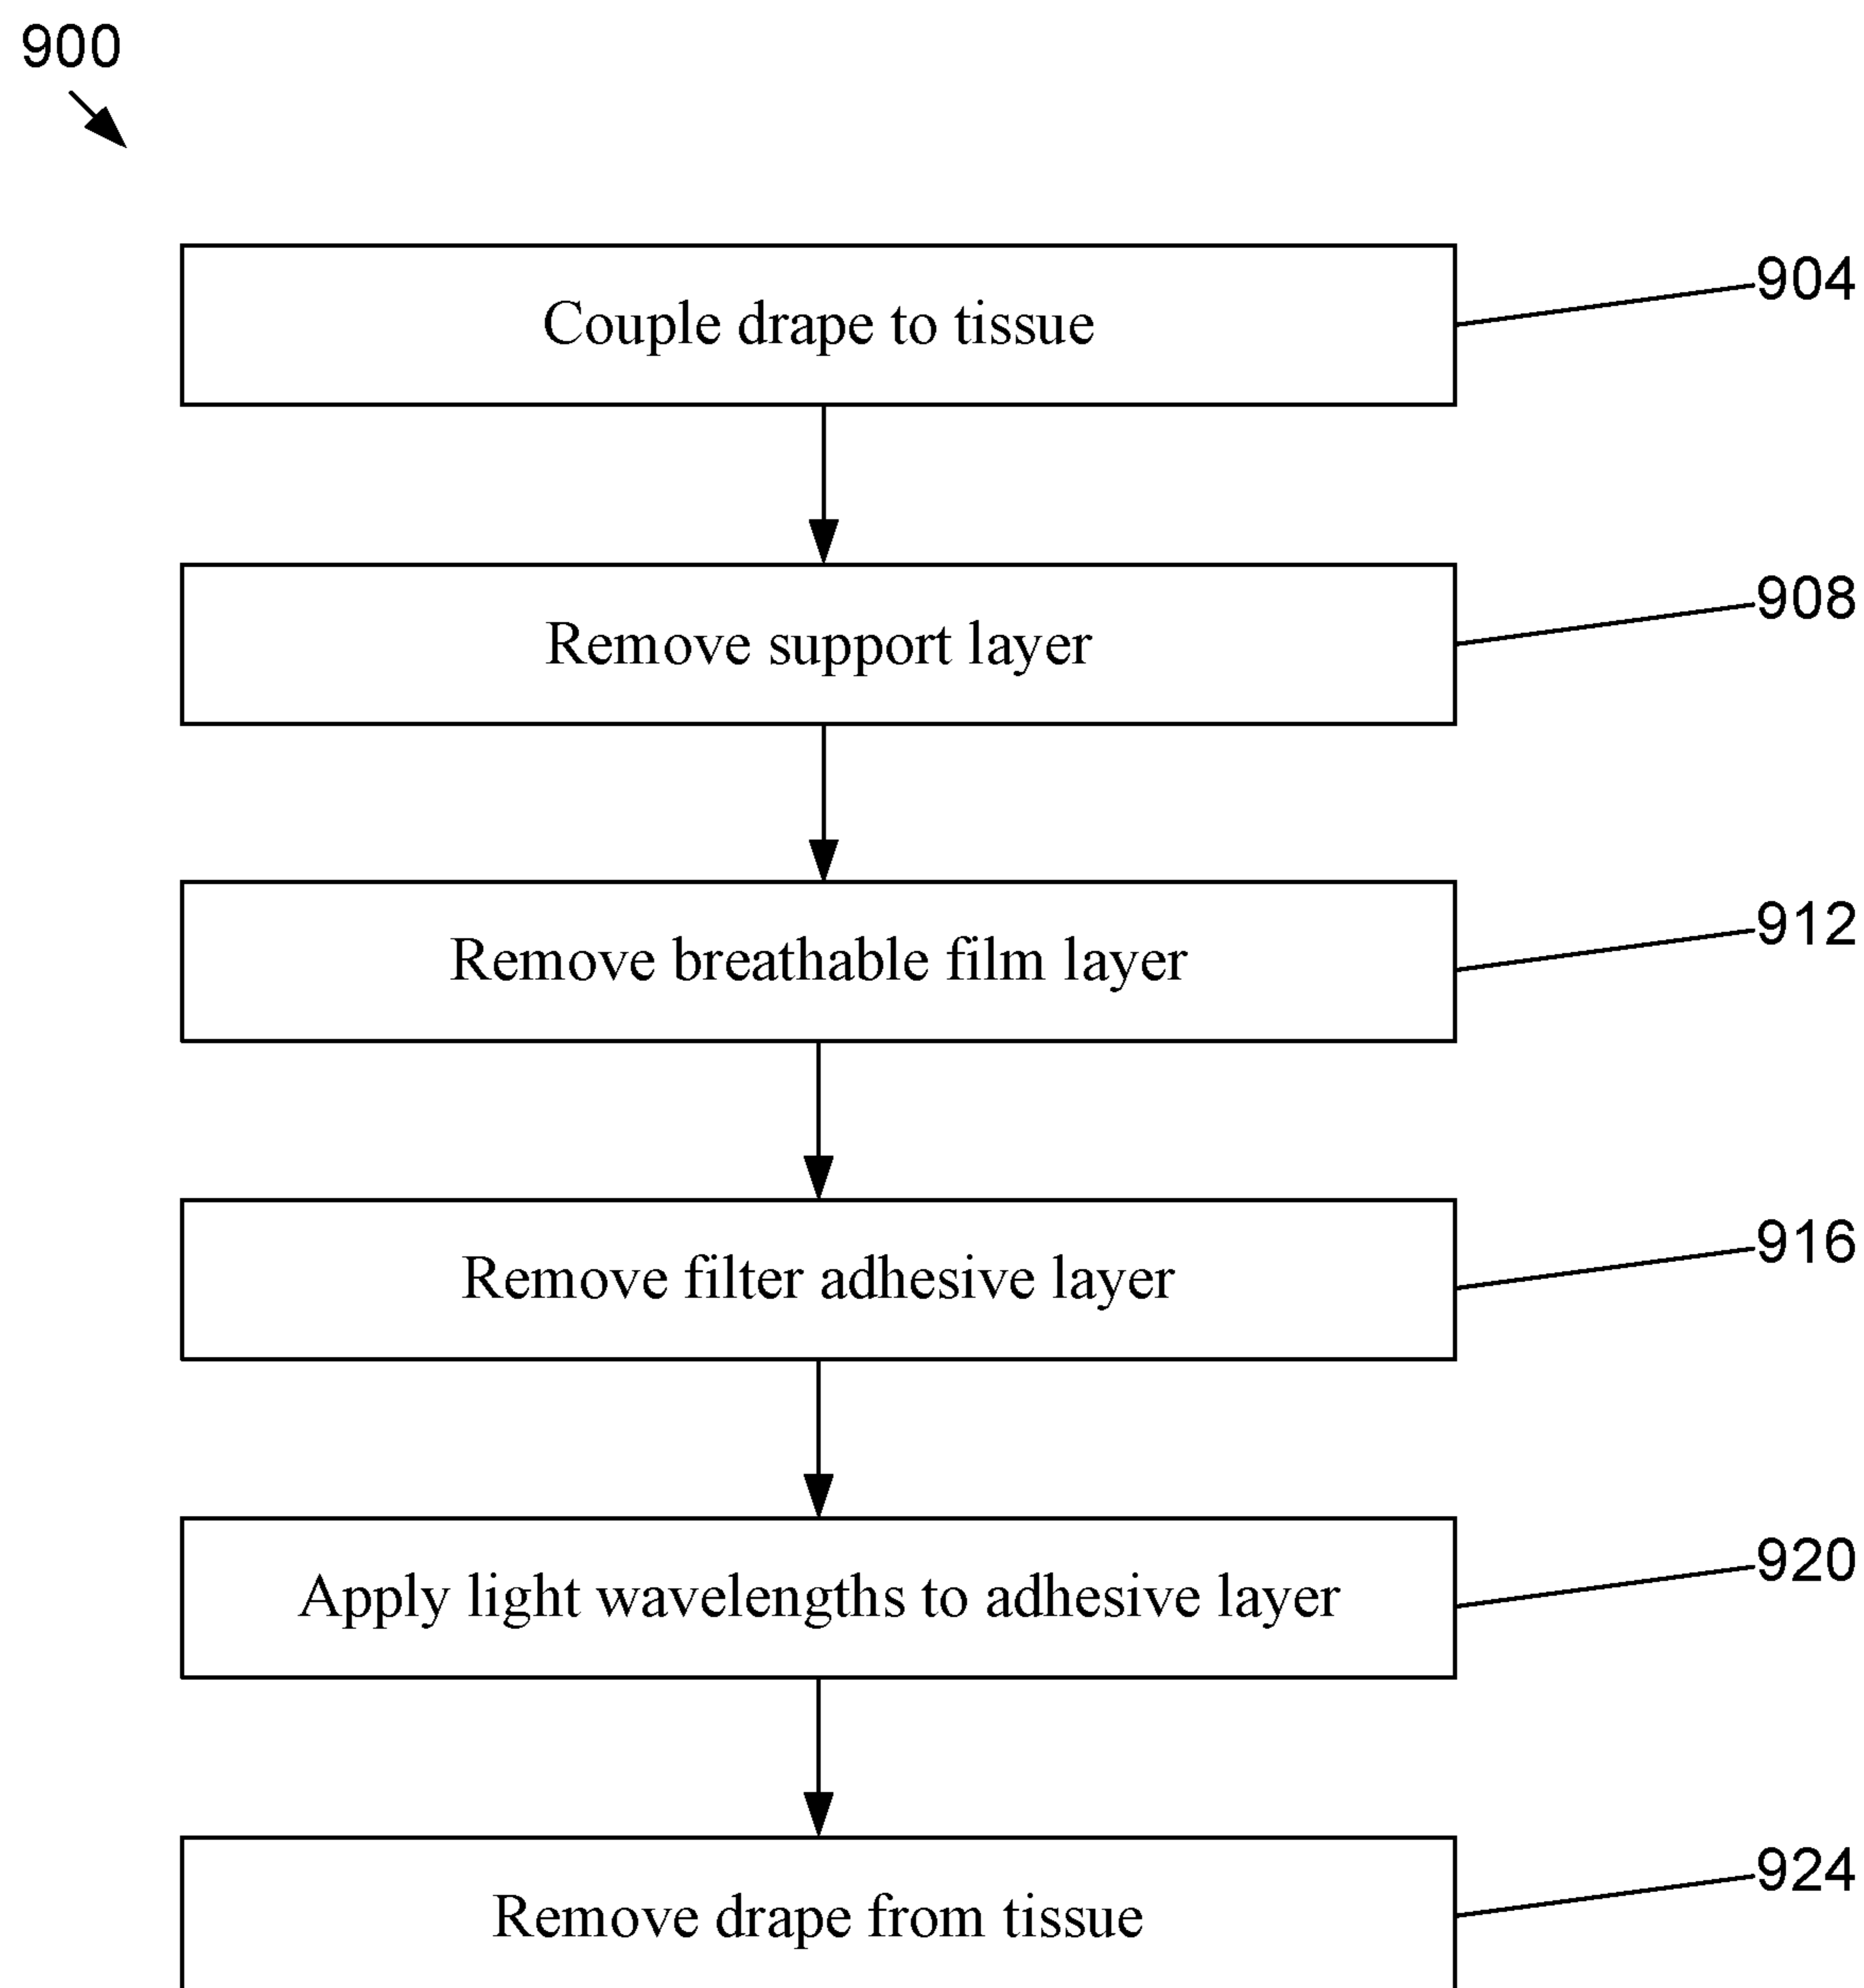 900
Couple drape to tissue
904
Remove support layer
908
Remove breathable film layer
912
Remove filter adhesive layer
916
Apply light wavelengths to adhesive layer
920
Remove drape from tissue
924